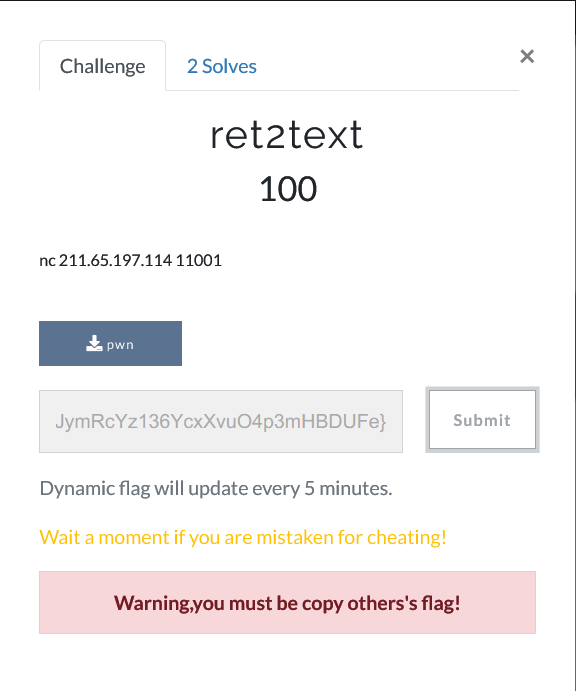 Challenge
2 Solves
×
ret2text
100
nc 211.65.197.114 11001
pwn
JymRcYz136YcxXvuO4p3mHBDUFe}
Submit
Dynamic flag will update every 5 minutes.
Wait a moment if you are mistaken for cheating!
Warning,you must be copy others's flag!